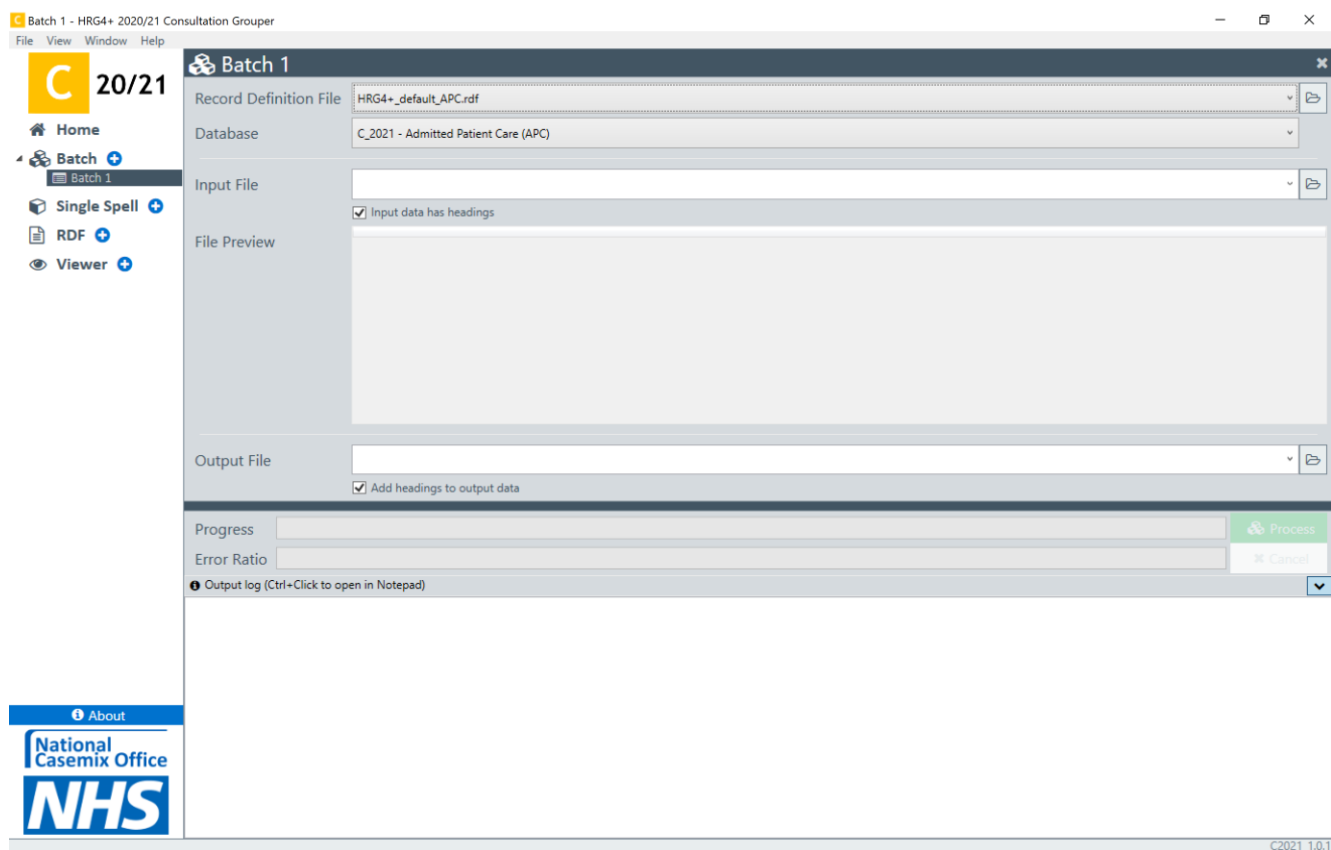 C Batch 1 - HRG4+ 2020/21 Consultation Grouper
File View Window Help
C 20/21
Home
Batch
Batch 1
Single Spell
RDF
Viewer
Batch 1
Record Definition File HRG4+_default_APC.rdf
Database C_2021 - Admitted Patient Care (APC)
Input File
Input data has headings
File Preview
Output File
Add headings to output data
Progress
Process
Error Ratio
Cancel
Output log (Ctrl+Click to open in Notepad)
About
National
Casemix Office
NHS
C2021 1.0.1